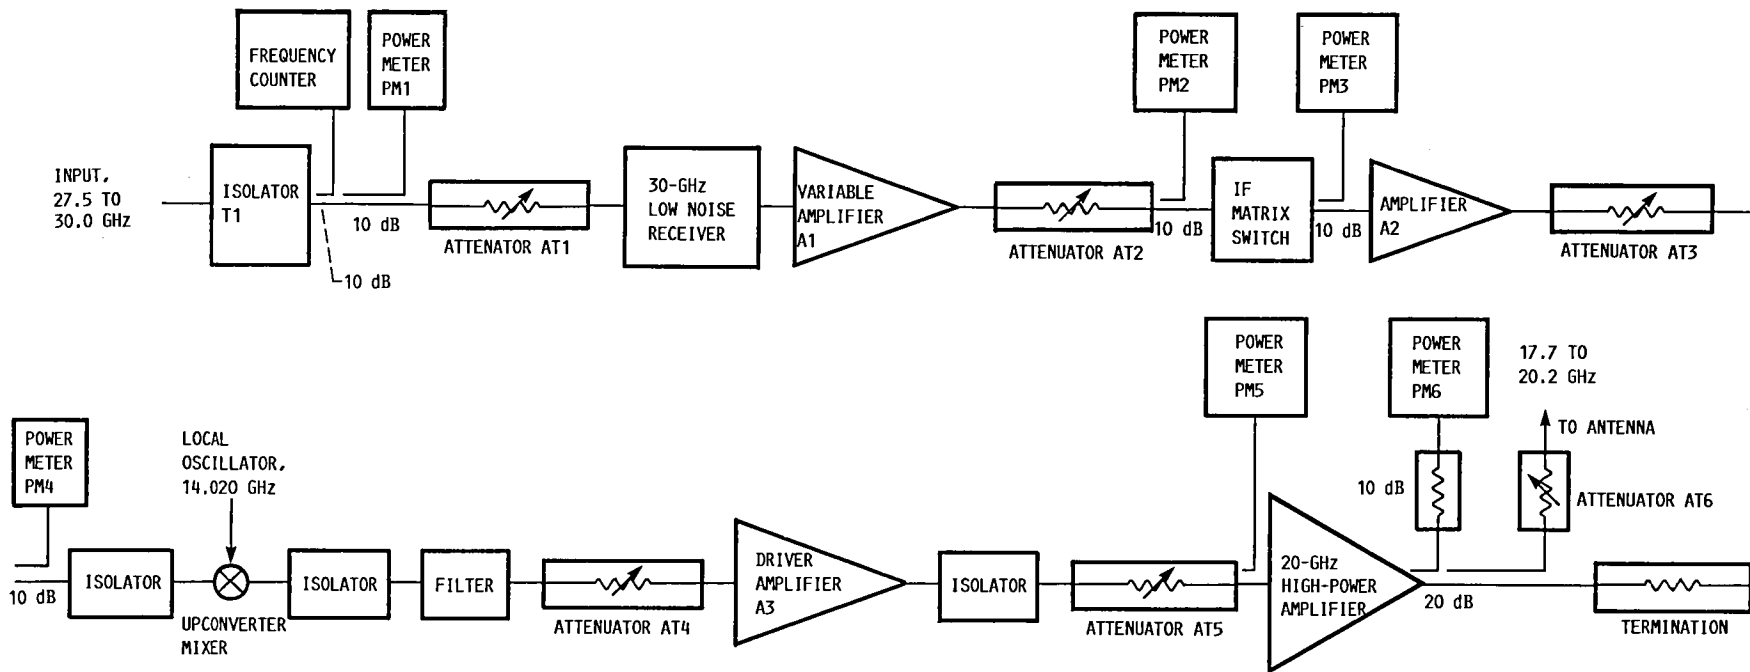 FREQUENCY
COUNTER
POWER
METER
PM1
POWER
METER
PM2
POWER
METER
PM3
INPUT,
27.5 TO
30.0 GHz
ISOLATOR
T1
10 dB
10 dB
ATTENATOR AT1
30-GHz
LOW NOISE
RECEIVER
VARIABLE
AMPLIFIER
A1
ATTENUATOR AT2
10 dB
IF
MATRIX
SWITCH
10 dB
AMPLIFIER
A2
ATTENUATOR AT3
POWER
METER
PM4
10 dB
ISOLATOR
LOCAL
OSCILLATOR,
14.020 GHz
UPCONVERTER
MIXER
ISOLATOR
FILTER
ATTENUATOR AT4
DRIVER
AMPLIFIER
A3
ISOLATOR
ATTENUATOR AT5
POWER
METER
PM5
20-GHz
HIGH-POWER
AMPLIFIER
POWER
METER
PM6
10 dB
20 dB
17.7 TO
20.2 GHz
TO ANTENNA
ATTENUATOR AT6
TERMINATION